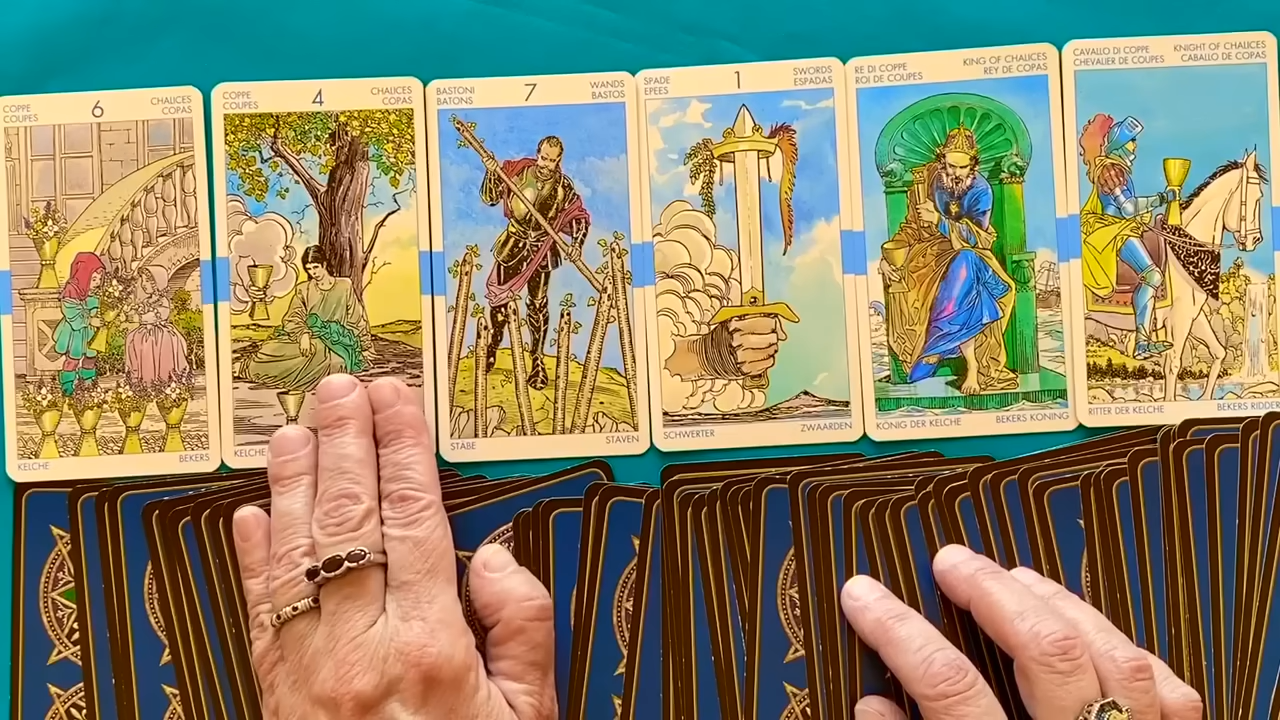 COPPE 6 CHALICES
COUPES COPAS
KELCHE BEKERS
COPPE 4 CHALICES
COUPES COPAS
KELCHE
BASTONI 7 WANDS
BATONS BASTOS
STÄBE STAVEN
SPADE 1 SWORDS
EPEES ESPADAS
SCHWERTER ZWAARDEN
RE DI COPPE KING OF CHALICES
ROI DE COUPES REY DE COPAS
KÖNIG DER KELCHE BEKERS KONING
CAVALLO DI COPPE KNIGHT OF CHALICES
CHEVALIER DE COUPES CABALLO DE COPAS
RITTER DER KELCHE BEKERS RIDDER